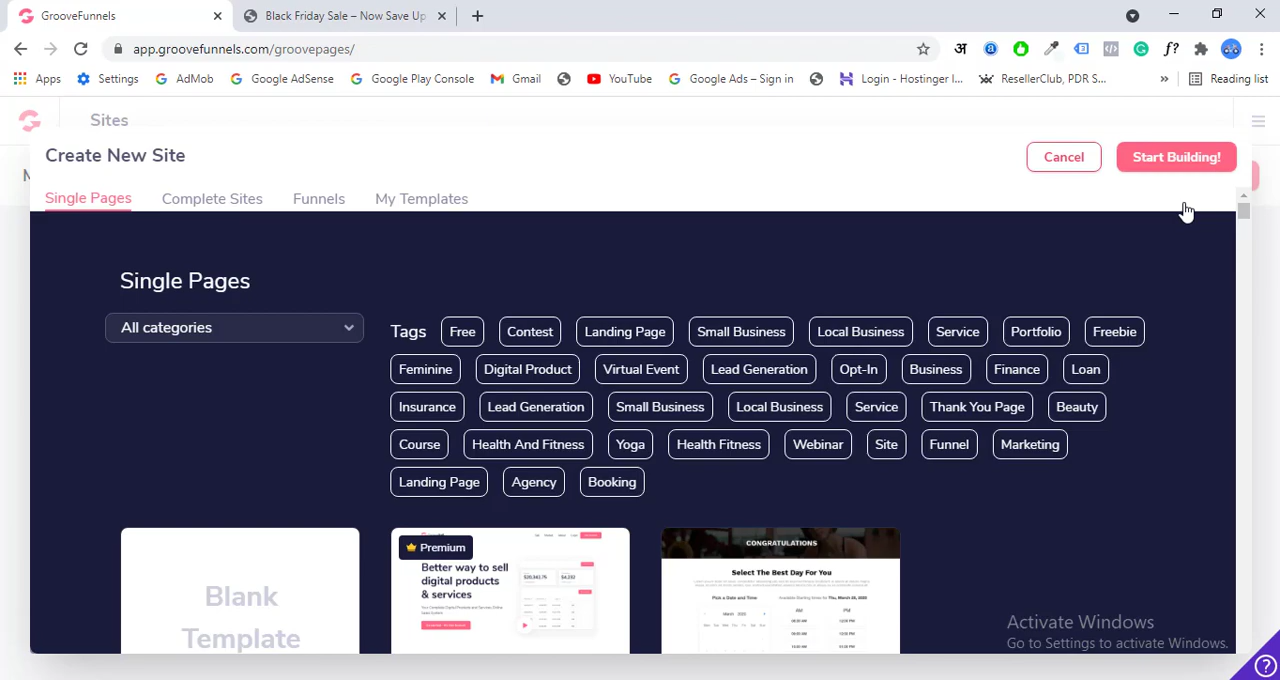 GrooveFunnels
Black Friday Sale – Now Save Up
app.groovefunnels.com/groovepages/
Apps
Settings
AdMob
Google AdSense
Google Play Console
Gmail
YouTube
Google Ads – Sign in
Login - Hostinger I...
ResellerClub, PDR S...
»
Reading list
Sites
Create New Site
Cancel
Start Building!
Single Pages
Complete Sites
Funnels
My Templates
Single Pages
All categories
Tags
Free
Contest
Landing Page
Small Business
Local Business
Service
Portfolio
Freebie
Feminine
Digital Product
Virtual Event
Lead Generation
Opt-In
Business
Finance
Loan
Insurance
Lead Generation
Small Business
Local Business
Service
Thank You Page
Beauty
Course
Health And Fitness
Yoga
Health Fitness
Webinar
Site
Funnel
Marketing
Landing Page
Agency
Booking
Blank
Template
Premium
Better way to sell
digital products
& services
CONGRATULATIONS
Select The Best Day For You
Pick a Date and Time
Activate Windows
Go to Settings to activate Windows.